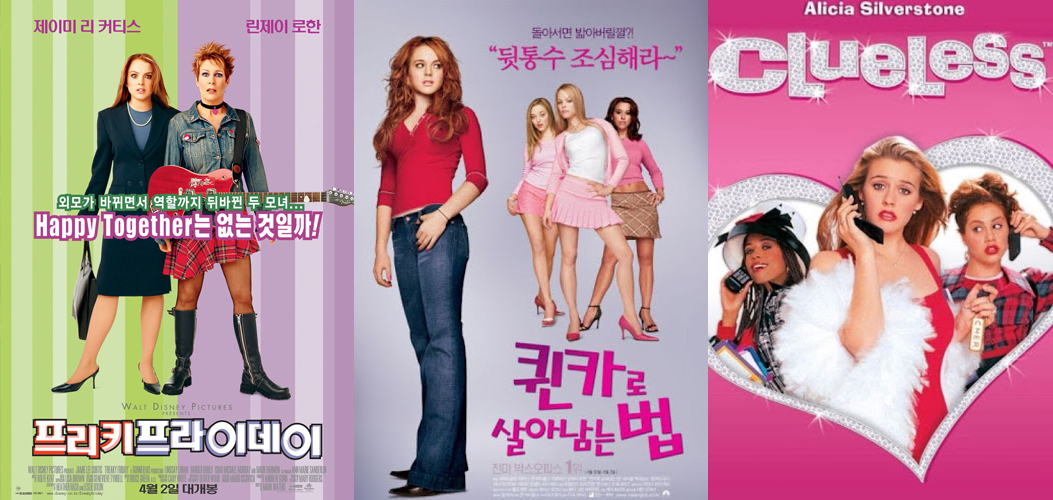 제이미 리 커티스
린제이 로한
외모가 바뀌면서 역할까지 뒤바뀐 두 모녀...
Happy Together는 없는 것일까!
WALT DISNEY PICTURES
PRESENTS
프리키프라이데이
4월 2일 대개봉
돌아서면 밟아버릴껄?!
“뒷통수 조심해라~”
퀸카로
살아남는 법
전미 박스오피스 1위
Alicia Silverstone
CLUELESS
TM
CHER